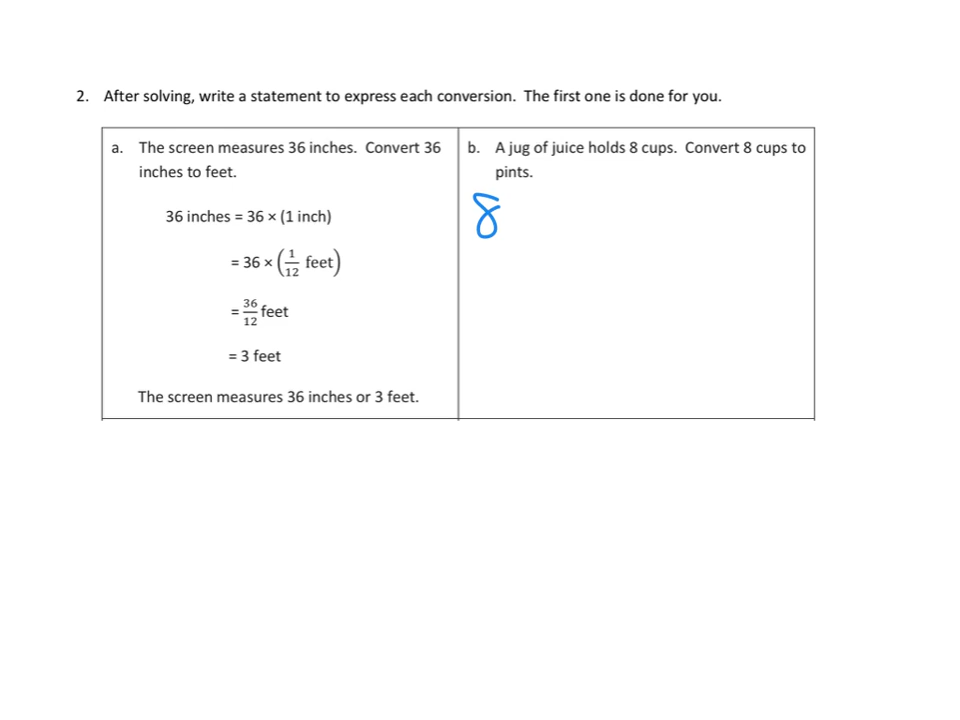 2. After solving, write a statement to express each conversion. The first one is done for you.
a. The screen measures 36 inches. Convert 36
inches to feet.
36 inches = 36 × (1 inch)
= 36 × (1/12 feet)
= 36/12 feet
= 3 feet
The screen measures 36 inches or 3 feet.
b. A jug of juice holds 8 cups. Convert 8 cups to
pints.
8